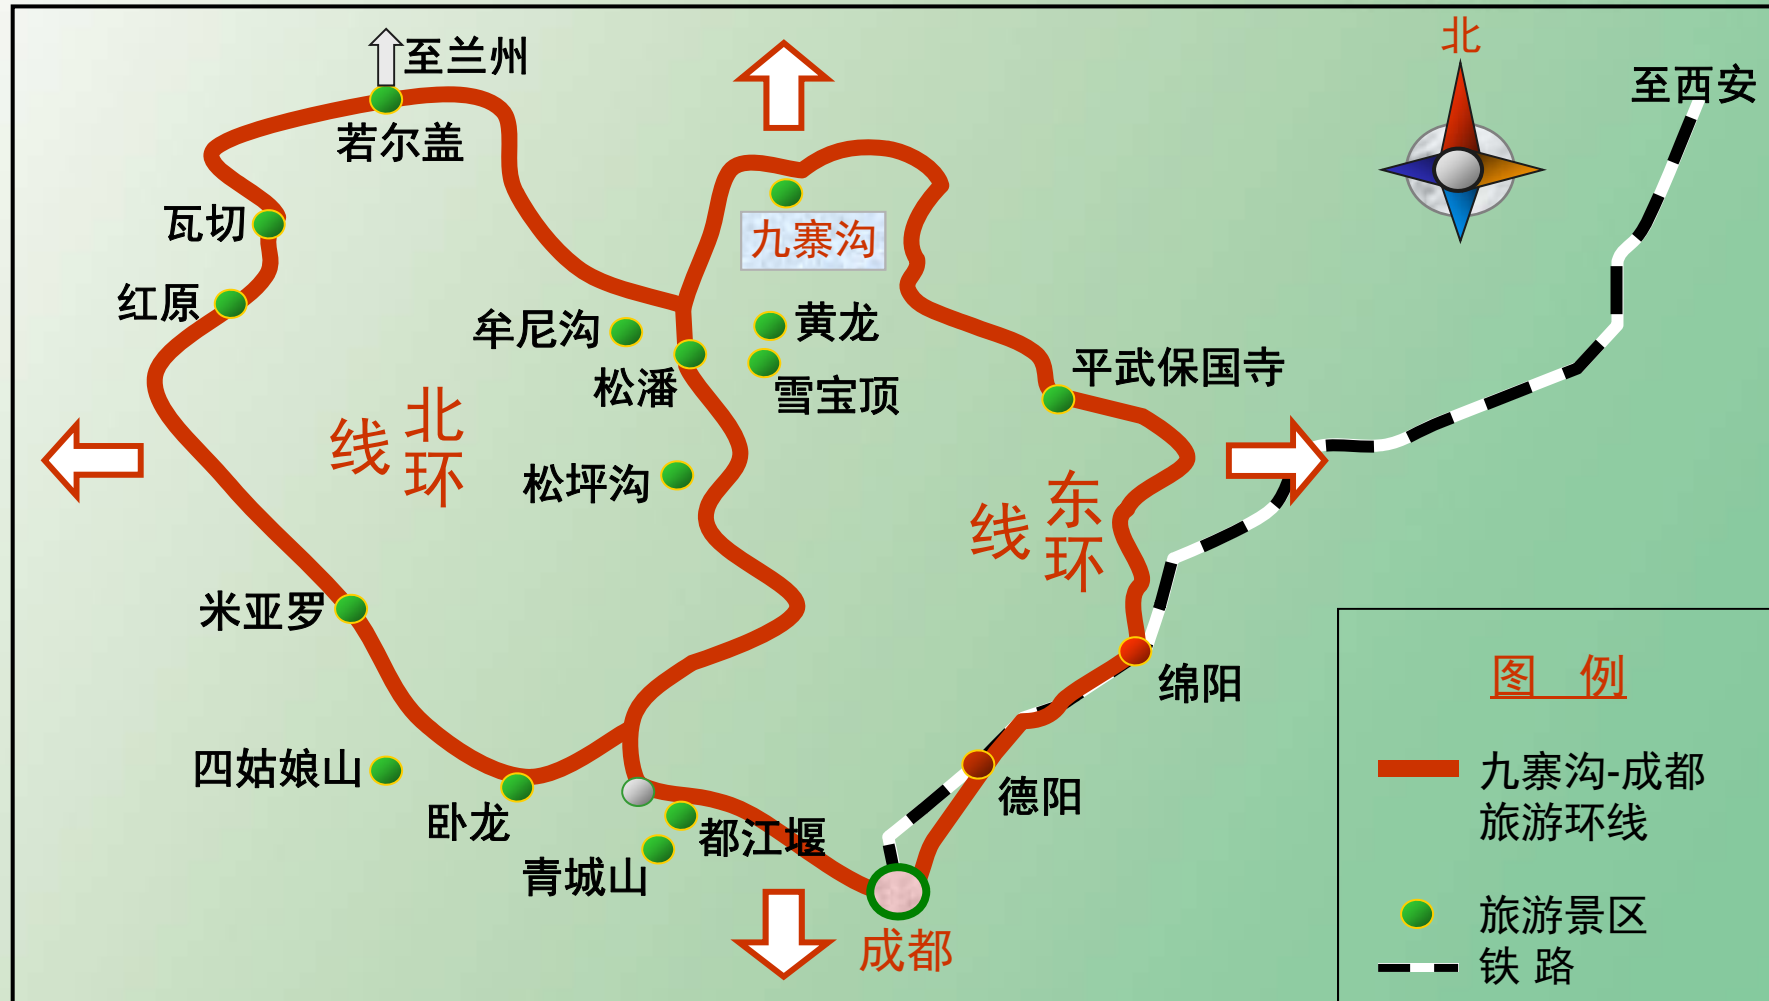 北
至兰州
至西安
若尔盖
瓦切
九寨沟
红原
牟尼沟
黄龙
松潘
雪宝顶
平武保国寺
北环
线
松坪沟
东环
线
米亚罗
绵阳
四姑娘山
卧龙
都江堰
青城山
德阳
成都
图 例
九寨沟-成都
旅游环线
旅游景区
铁 路